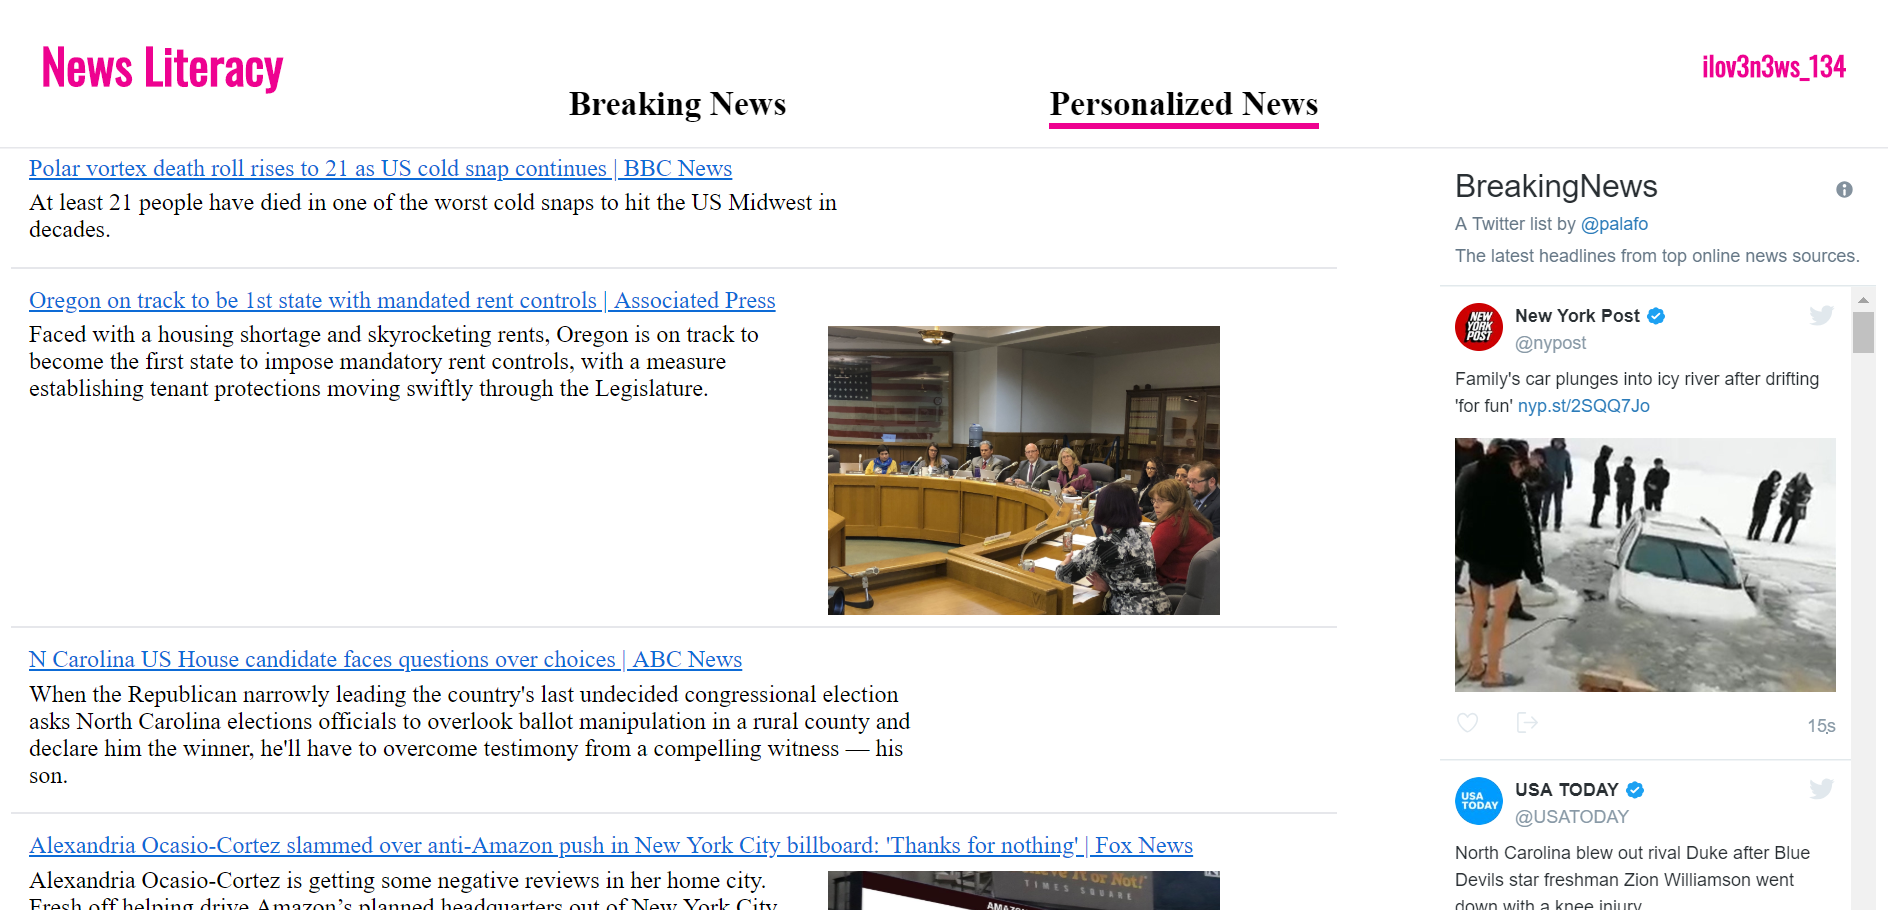 News Literacy
ilov3n3ws_134
Breaking News
Personalized News
Polar vortex death roll rises to 21 as US cold snap continues | BBC News
At least 21 people have died in one of the worst cold snaps to hit the US Midwest in
decades.
Oregon on track to be 1st state with mandated rent controls | Associated Press
Faced with a housing shortage and skyrocketing rents, Oregon is on track to
become the first state to impose mandatory rent controls, with a measure
establishing tenant protections moving swiftly through the Legislature.
N Carolina US House candidate faces questions over choices | ABC News
When the Republican narrowly leading the country's last undecided congressional election
asks North Carolina elections officials to overlook ballot manipulation in a rural county and
declare him the winner, he'll have to overcome testimony from a compelling witness — his
son.
Alexandria Ocasio-Cortez slammed over anti-Amazon push in New York City billboard: 'Thanks for nothing' | Fox News
Alexandria Ocasio-Cortez is getting some negative reviews in her home city.
Fresh off helping drive Amazon's planned headquarters out of New York City
Believe It or Not!
TIMES SQUARE
BreakingNews
A Twitter list by @palafo
The latest headlines from top online news sources.
NEW
YORK
POST
New York Post
@nypost
Family's car plunges into icy river after drifting
'for fun' nyp.st/2SQQ7Jo
15s
USA
TODAY
USA TODAY
@USATODAY
North Carolina blew out rival Duke after Blue
Devils star freshman Zion Williamson went
down with a knee injury